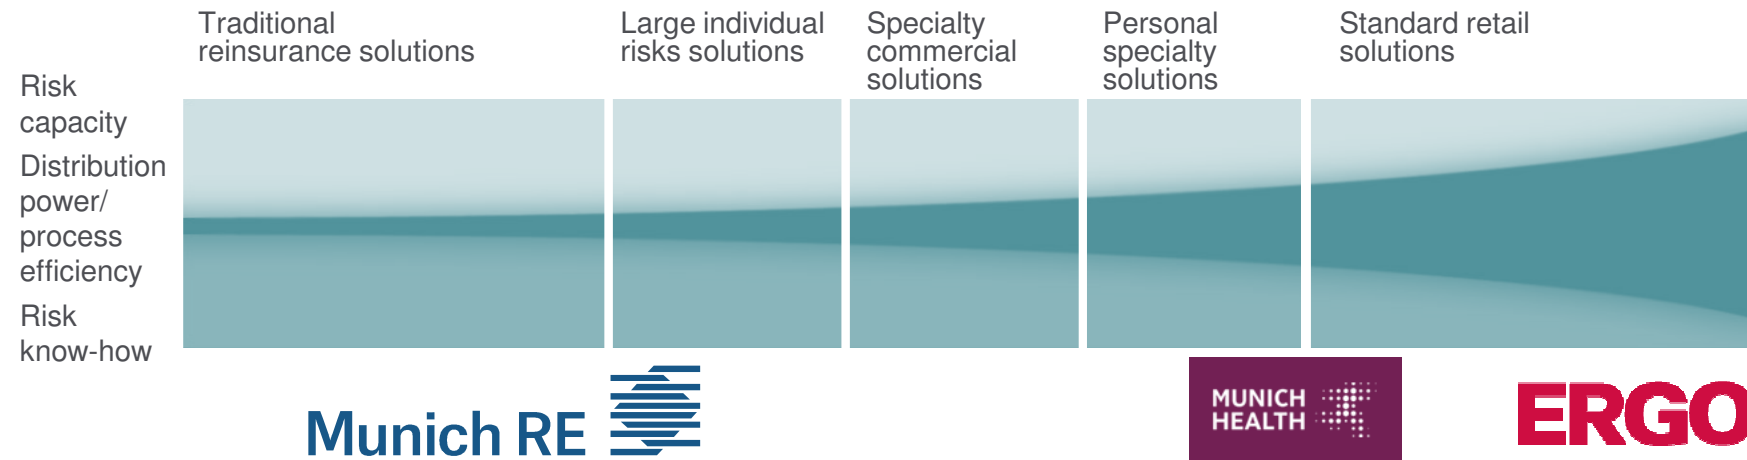 Traditional
reinsurance solutions
Large individual
risks solutions
Specialty
commercial
solutions
Personal
specialty
solutions
Standard retail
solutions
Risk
capacity
Distribution
power/
process
efficiency
Risk
know-how
Munich RE
MUNICH
HEALTH
ERGO